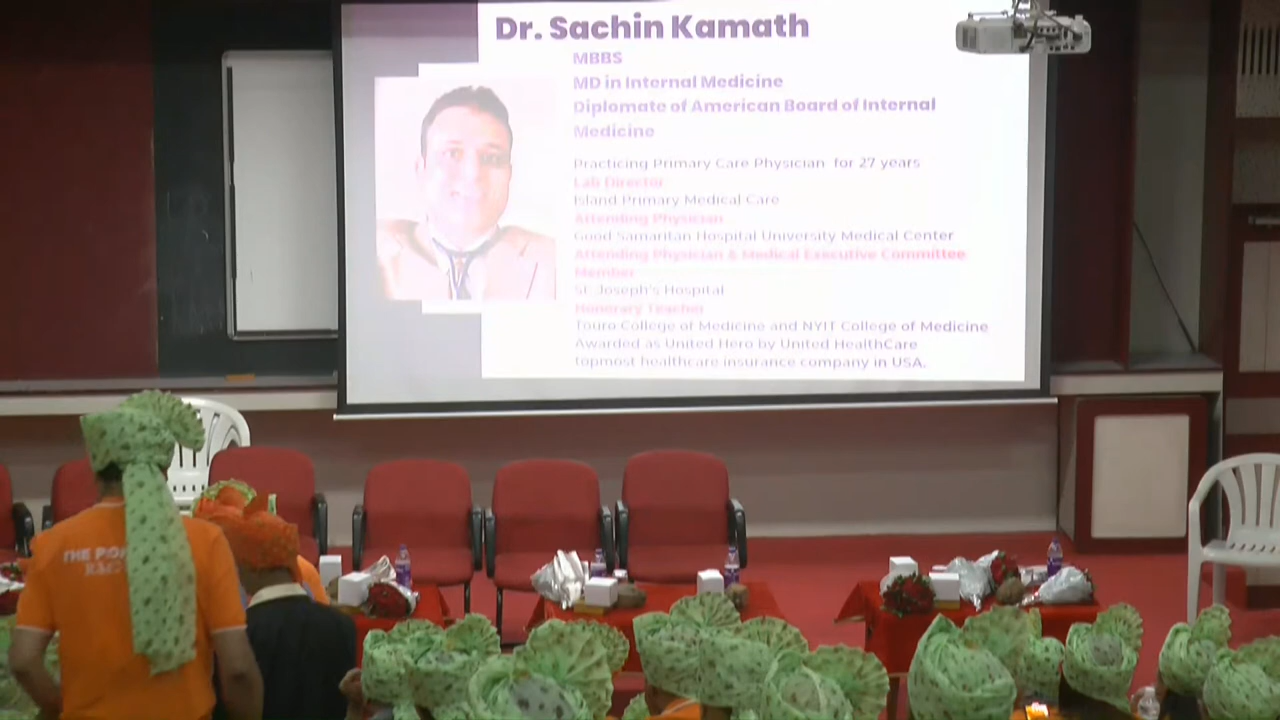 Dr. Sachin Kamath
MBBS
MD in Internal Medicine
Diplomate of American Board of Internal
Medicine
Practicing Primary Care Physician for 27 years
Lab Director
Island Primary Medical Care
Attending Physician
Good Samaritan Hospital University Medical Center
Attending Physician & Medical Executive Committee
Member
St. Joseph's Hospital
Honorary Teacher
Touro College of Medicine and NYIT College of Medicine
Awarded as United Hero by United HealthCare
topmost healthcare insurance company in USA.
THE